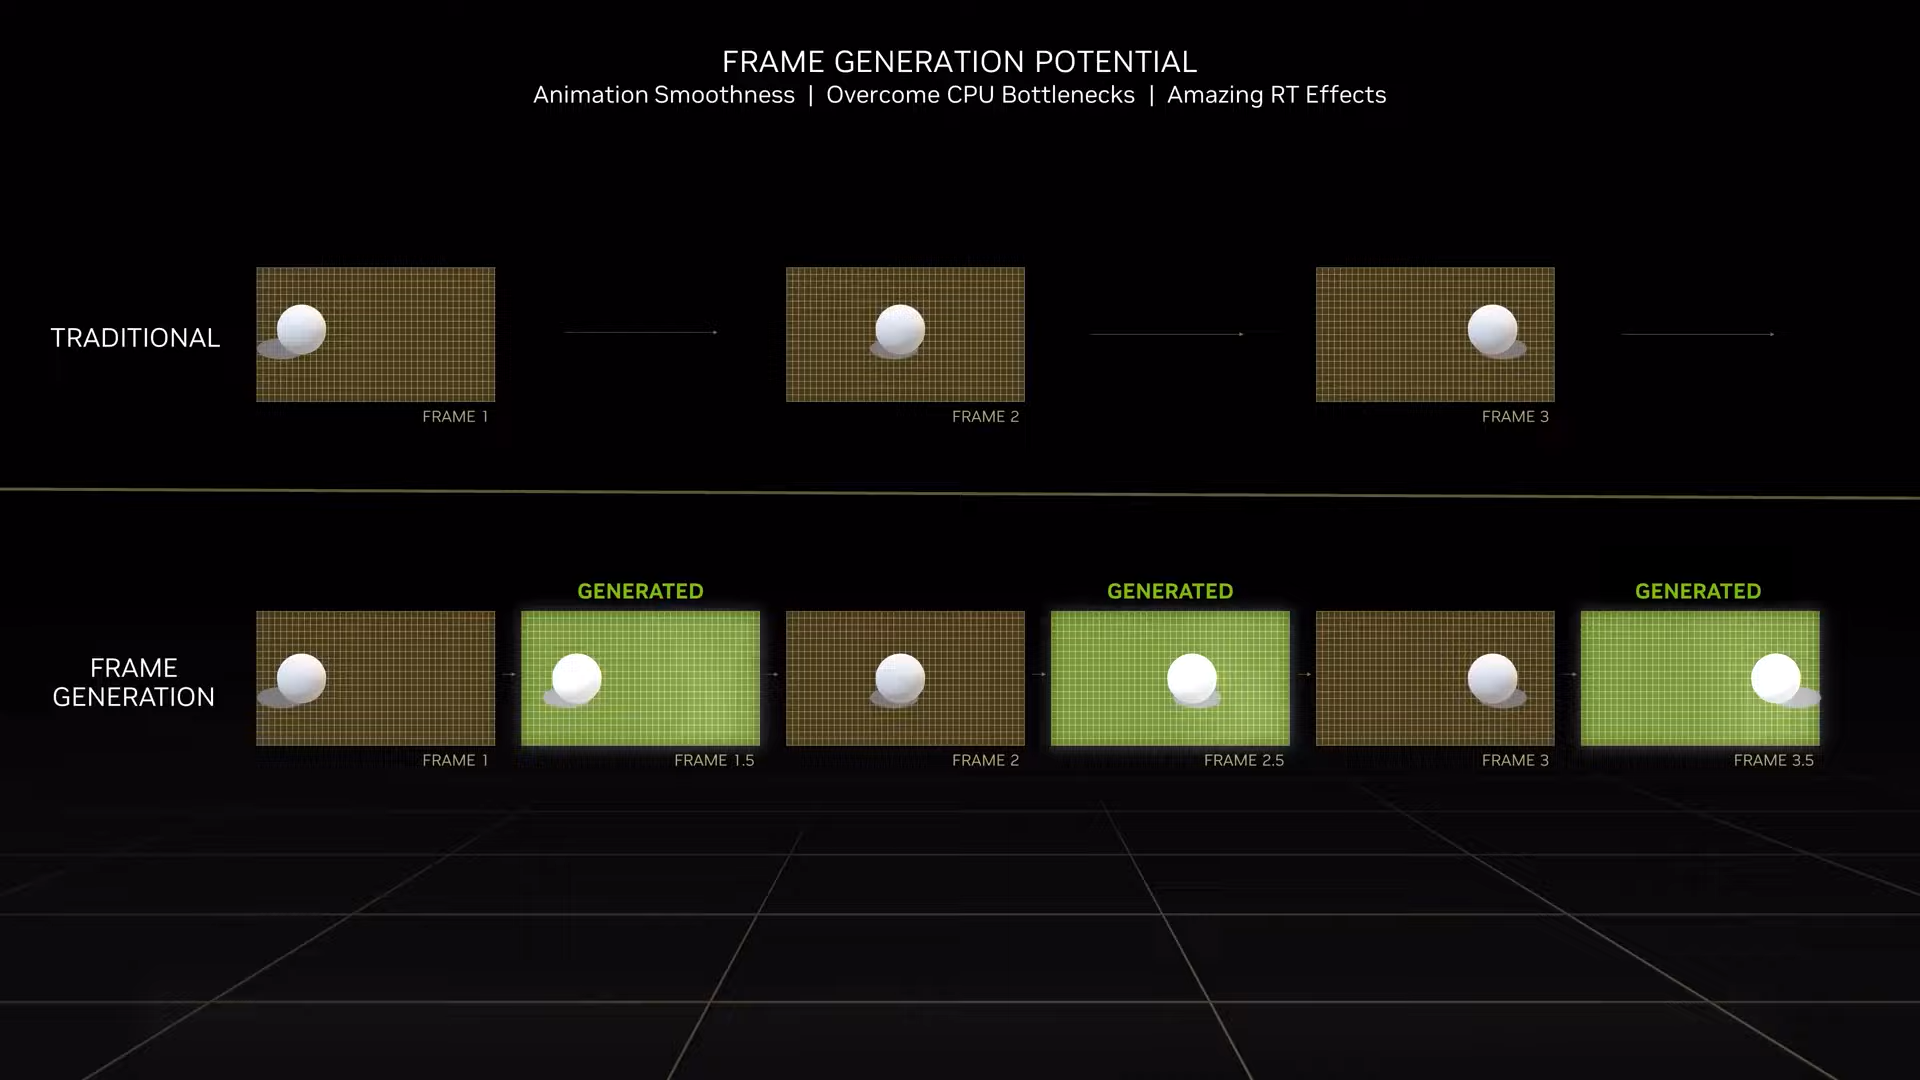 FRAME GENERATION POTENTIAL
Animation Smoothness | Overcome CPU Bottlenecks | Amazing RT Effects
TRADITIONAL
FRAME 1
FRAME 2
FRAME 3
GENERATED
GENERATED
GENERATED
FRAME
GENERATION
FRAME 1
FRAME 1.5
FRAME 2
FRAME 2.5
FRAME 3
FRAME 3.5